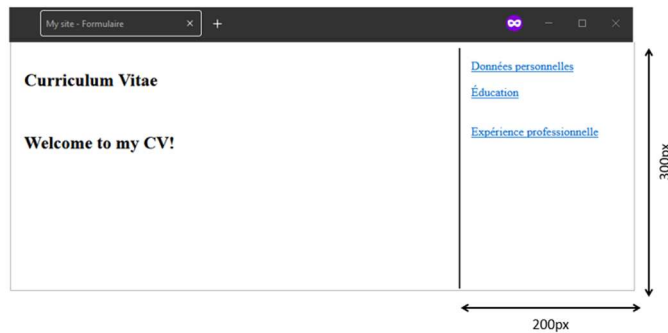 My site - Formulaire
Curriculum Vitae
Welcome to my CV!
Données personnelles
Éducation
Expérience professionnelle
300px
200px